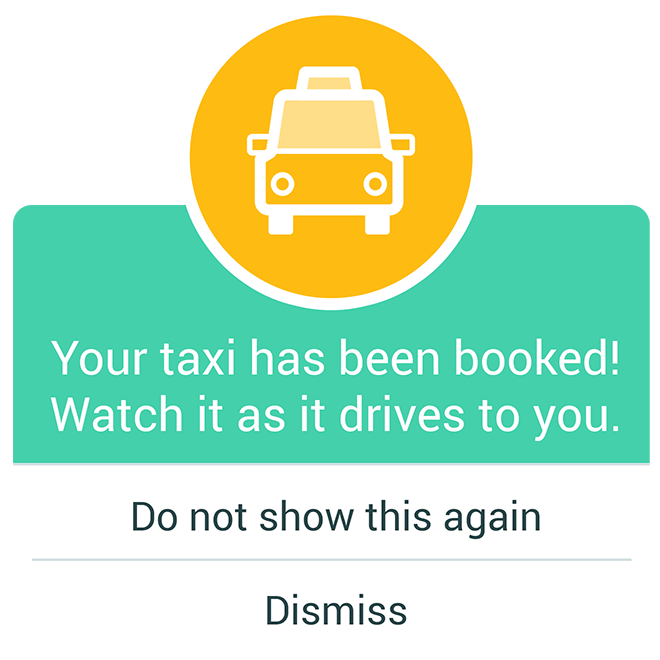 Your taxi has been booked!
Watch it as it drives to you.
Do not show this again
Dismiss